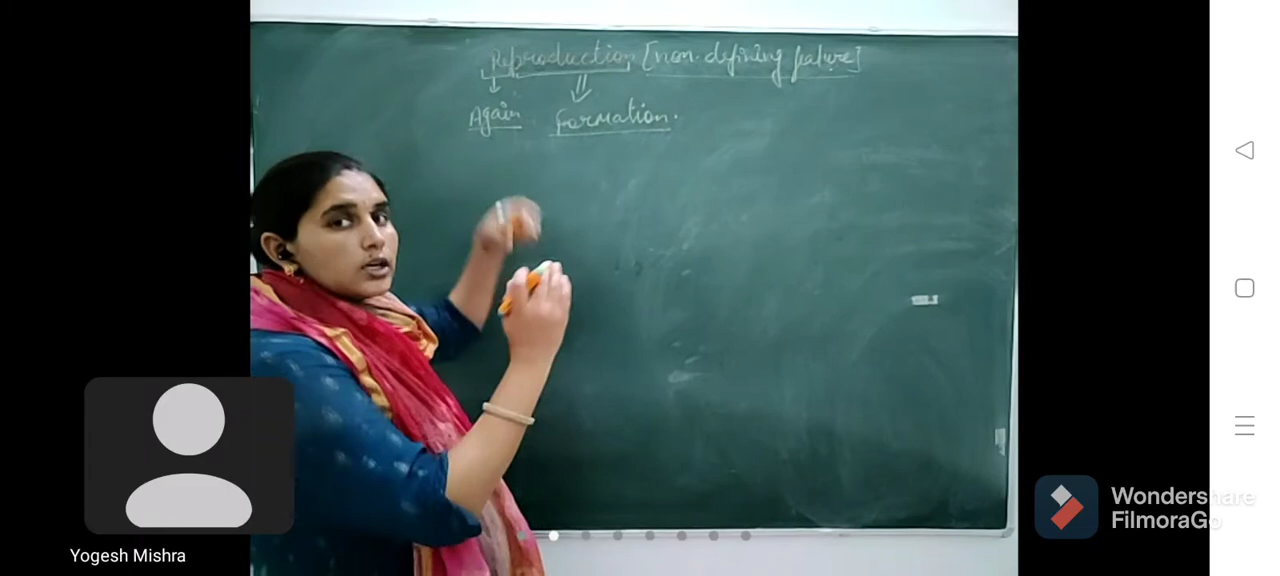 Reproduction [non-defining feature]
Again Formation.
Yogesh Mishra
Wondershare
FilmoraGo